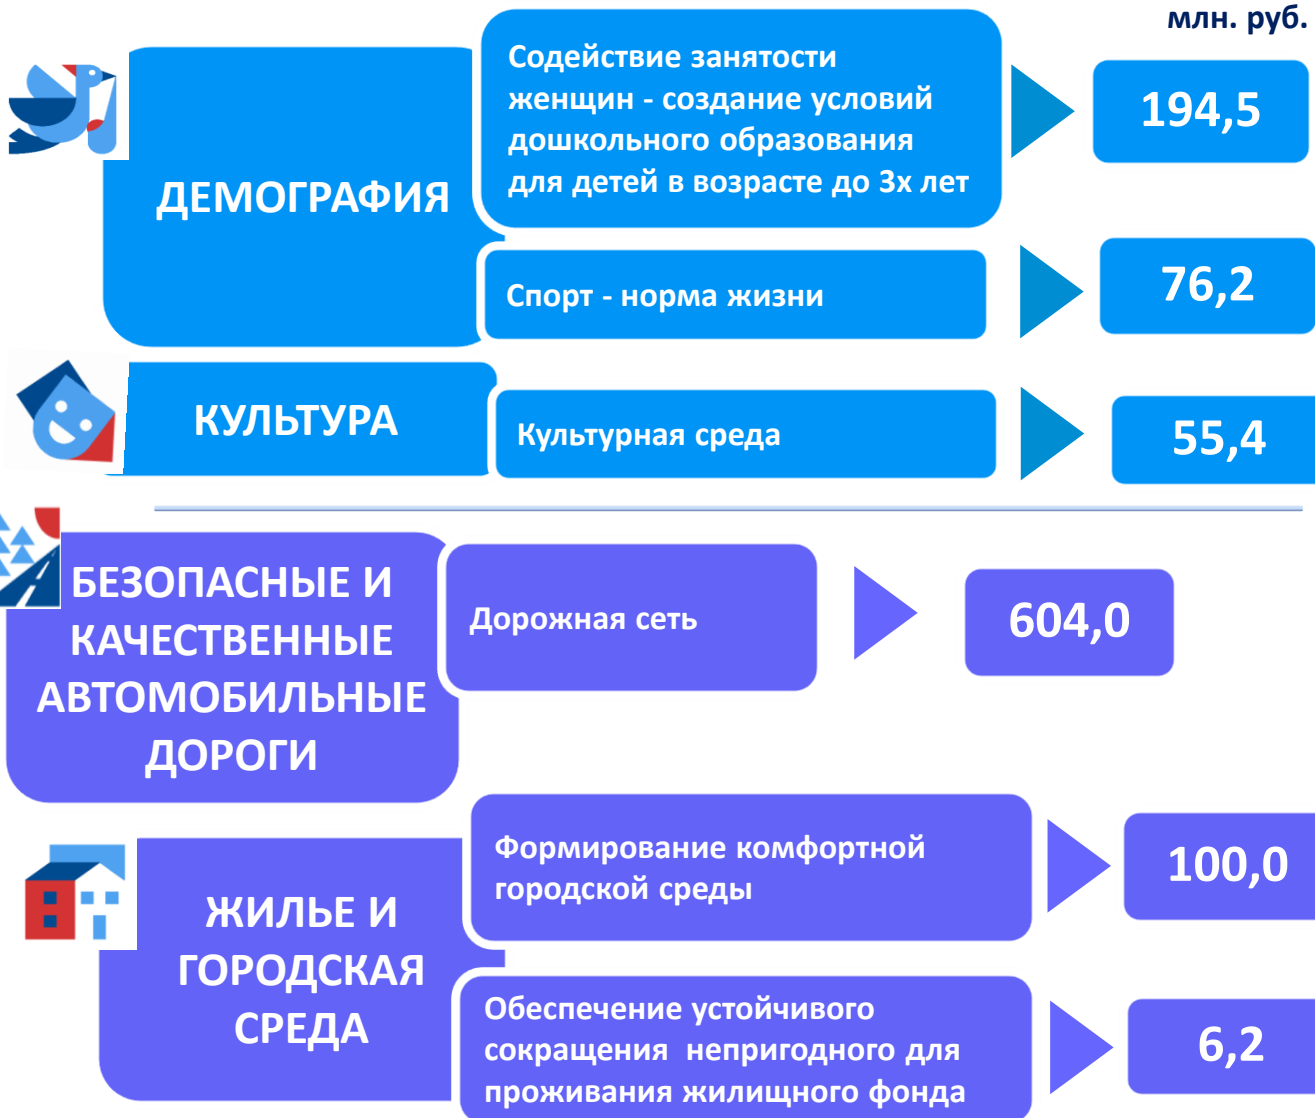 млн. руб.
ДЕМОГРАФИЯ
Содействие занятости
женщин - создание условий
дошкольного образования
для детей в возрасте до 3х лет
194,5
Спорт - норма жизни
76,2
КУЛЬТУРА
Культурная среда
55,4
БЕЗОПАСНЫЕ И
КАЧЕСТВЕННЫЕ
АВТОМОБИЛЬНЫЕ
ДОРОГИ
Дорожная сеть
604,0
ЖИЛЬЕ И
ГОРОДСКАЯ
СРЕДА
Формирование комфортной
городской среды
100,0
Обеспечение устойчивого
сокращения непригодного для
проживания жилищного фонда
6,2